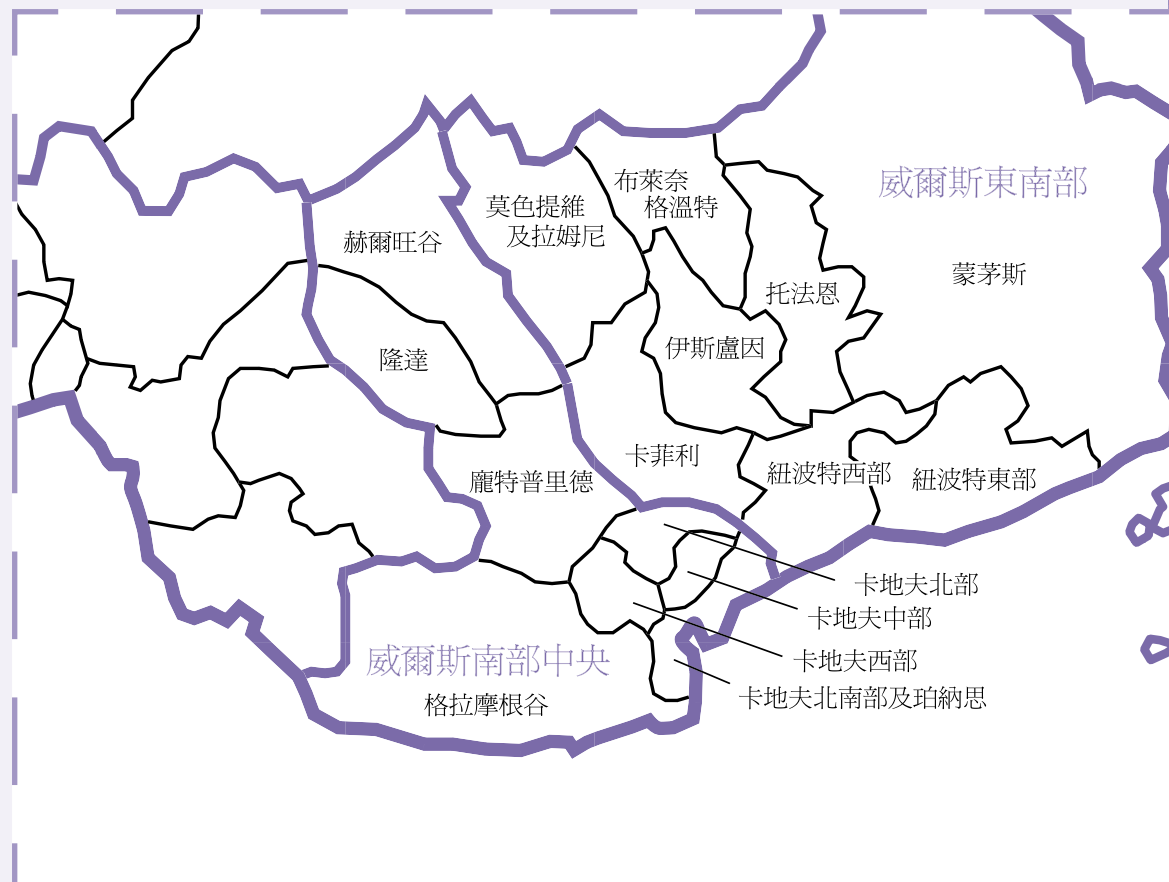 布萊奈
格溫特
威爾斯東南部
莫色提維
及拉姆尼
赫爾旺谷
蒙茅斯
托法恩
伊斯盧因
隆達
卡菲利
紐波特西部
紐波特東部
龐特普里德
卡地夫北部
卡地夫中部
威爾斯南部中央
卡地夫西部
卡地夫北南部及珀納思
格拉摩根谷